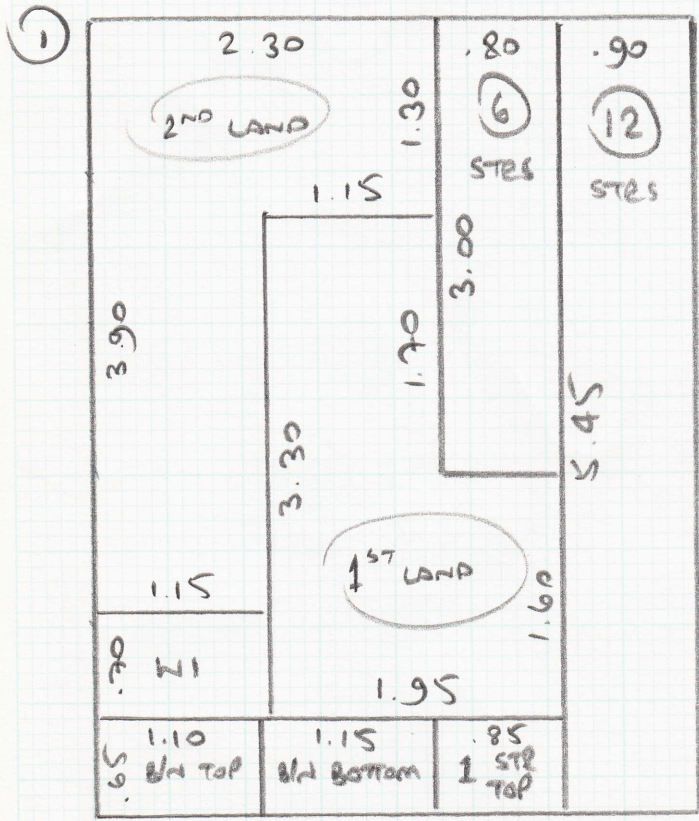 1
2.30
.80
.90
2ND LAND
1.30
6
12
STRS
STRS
1.15
3.00
3.90
1.70
5.45
3.30
1ST LAND
1.15
1.60
.70
W1
1.95
1.10
1.15
.85
.65
B/N TOP
B/N BOTTOM
1 STR
TOP